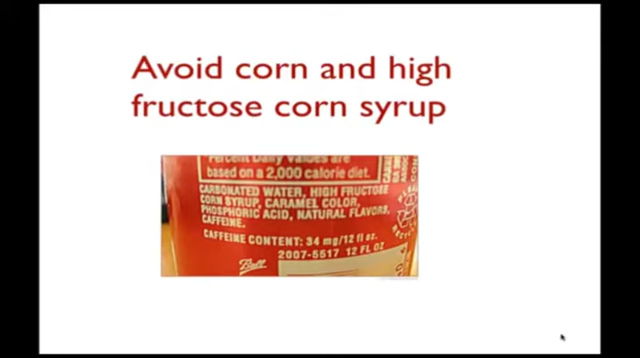 Avoid corn and high
fructose corn syrup
Percent Daily Values are
based on a 2,000 calorie diet.
CARBONATED WATER, HIGH FRUCTOSE
CORN SYRUP, CARAMEL COLOR,
PHOSPHORIC ACID, NATURAL FLAVORS,
CAFFEINE.
CAFFEINE CONTENT: 34 mg/12 fl oz.
2007-5517 12 FL OZ
Ball